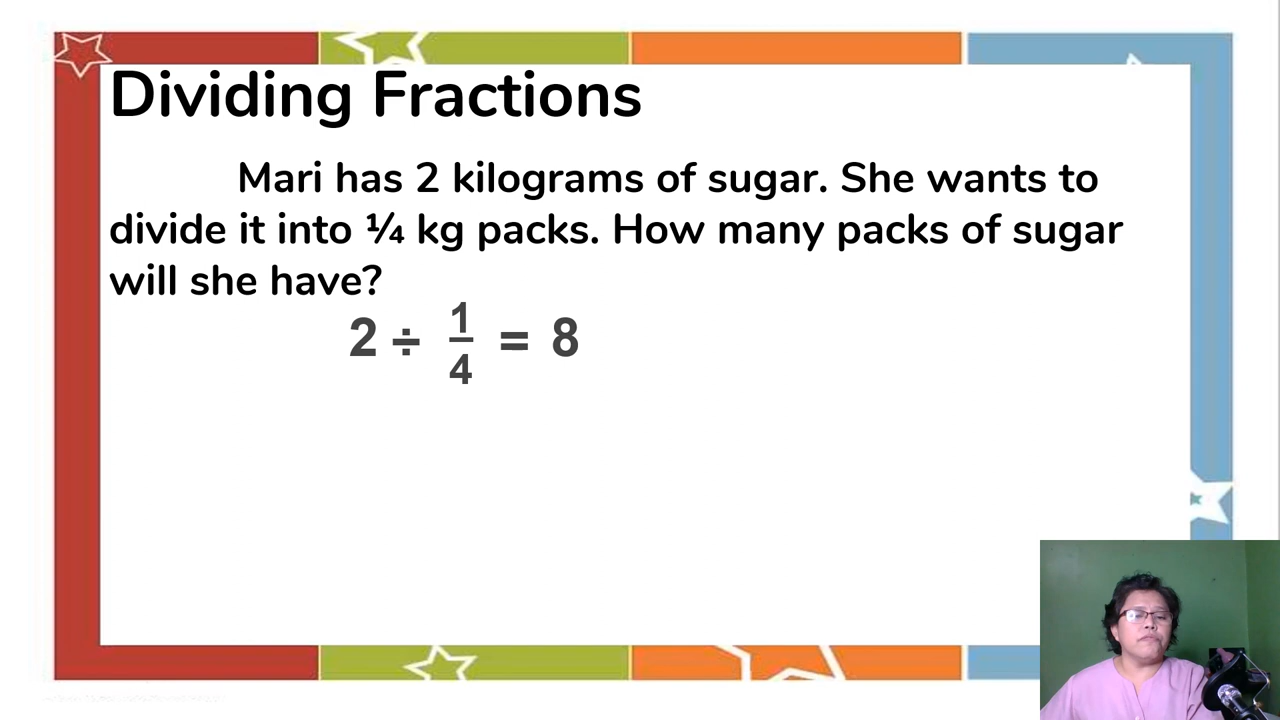 Dividing Fractions
Mari has 2 kilograms of sugar. She wants to
divide it into ¼ kg packs. How many packs of sugar
will she have?
2 ÷ 1/4 = 8